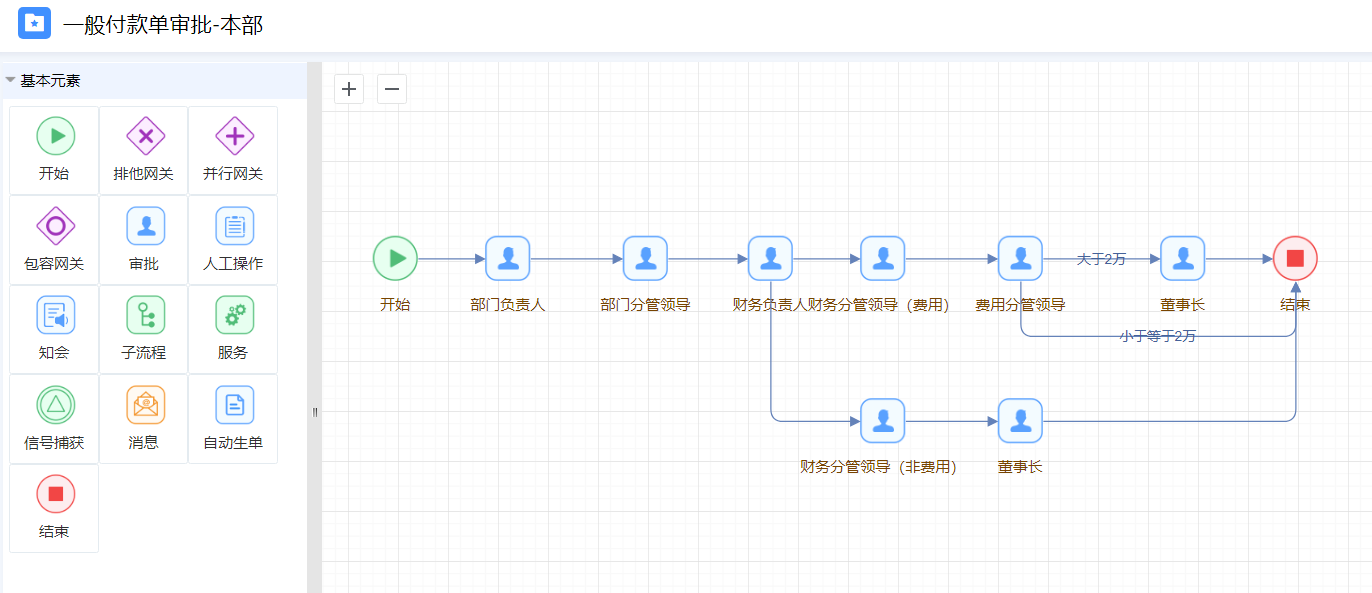 一般付款单审批-本部
基本元素
开始
排他网关
并行网关
包容网关
审批
人工操作
知会
子流程
服务
信号捕获
消息
自动生单
结束
开始
部门负责人
部门分管领导
财务负责人
财务分管领导（费用）
费用分管领导
大于2万
董事长
结束
小于等于2万
财务分管领导（非费用）
董事长